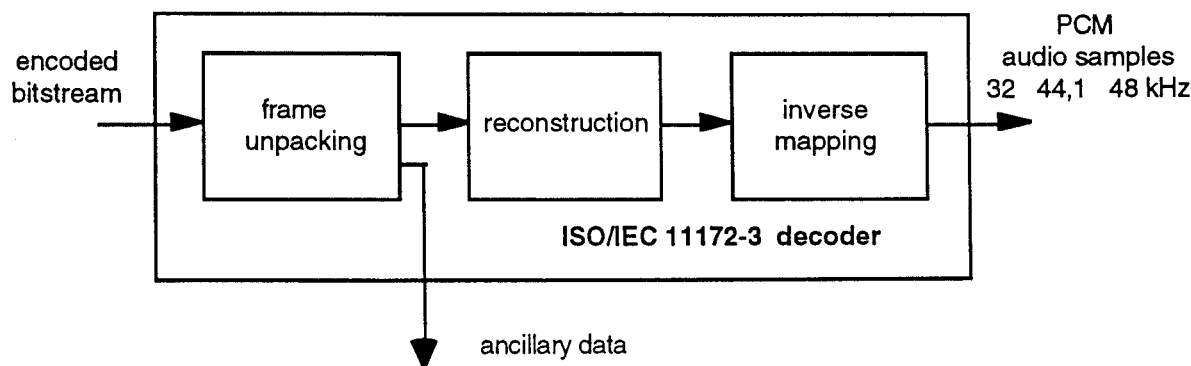 encoded
bitstream
frame
unpacking
reconstruction
inverse
mapping
PCM
audio samples
32 44,1 48 kHz
ISO/IEC 11172-3 decoder
ancillary data